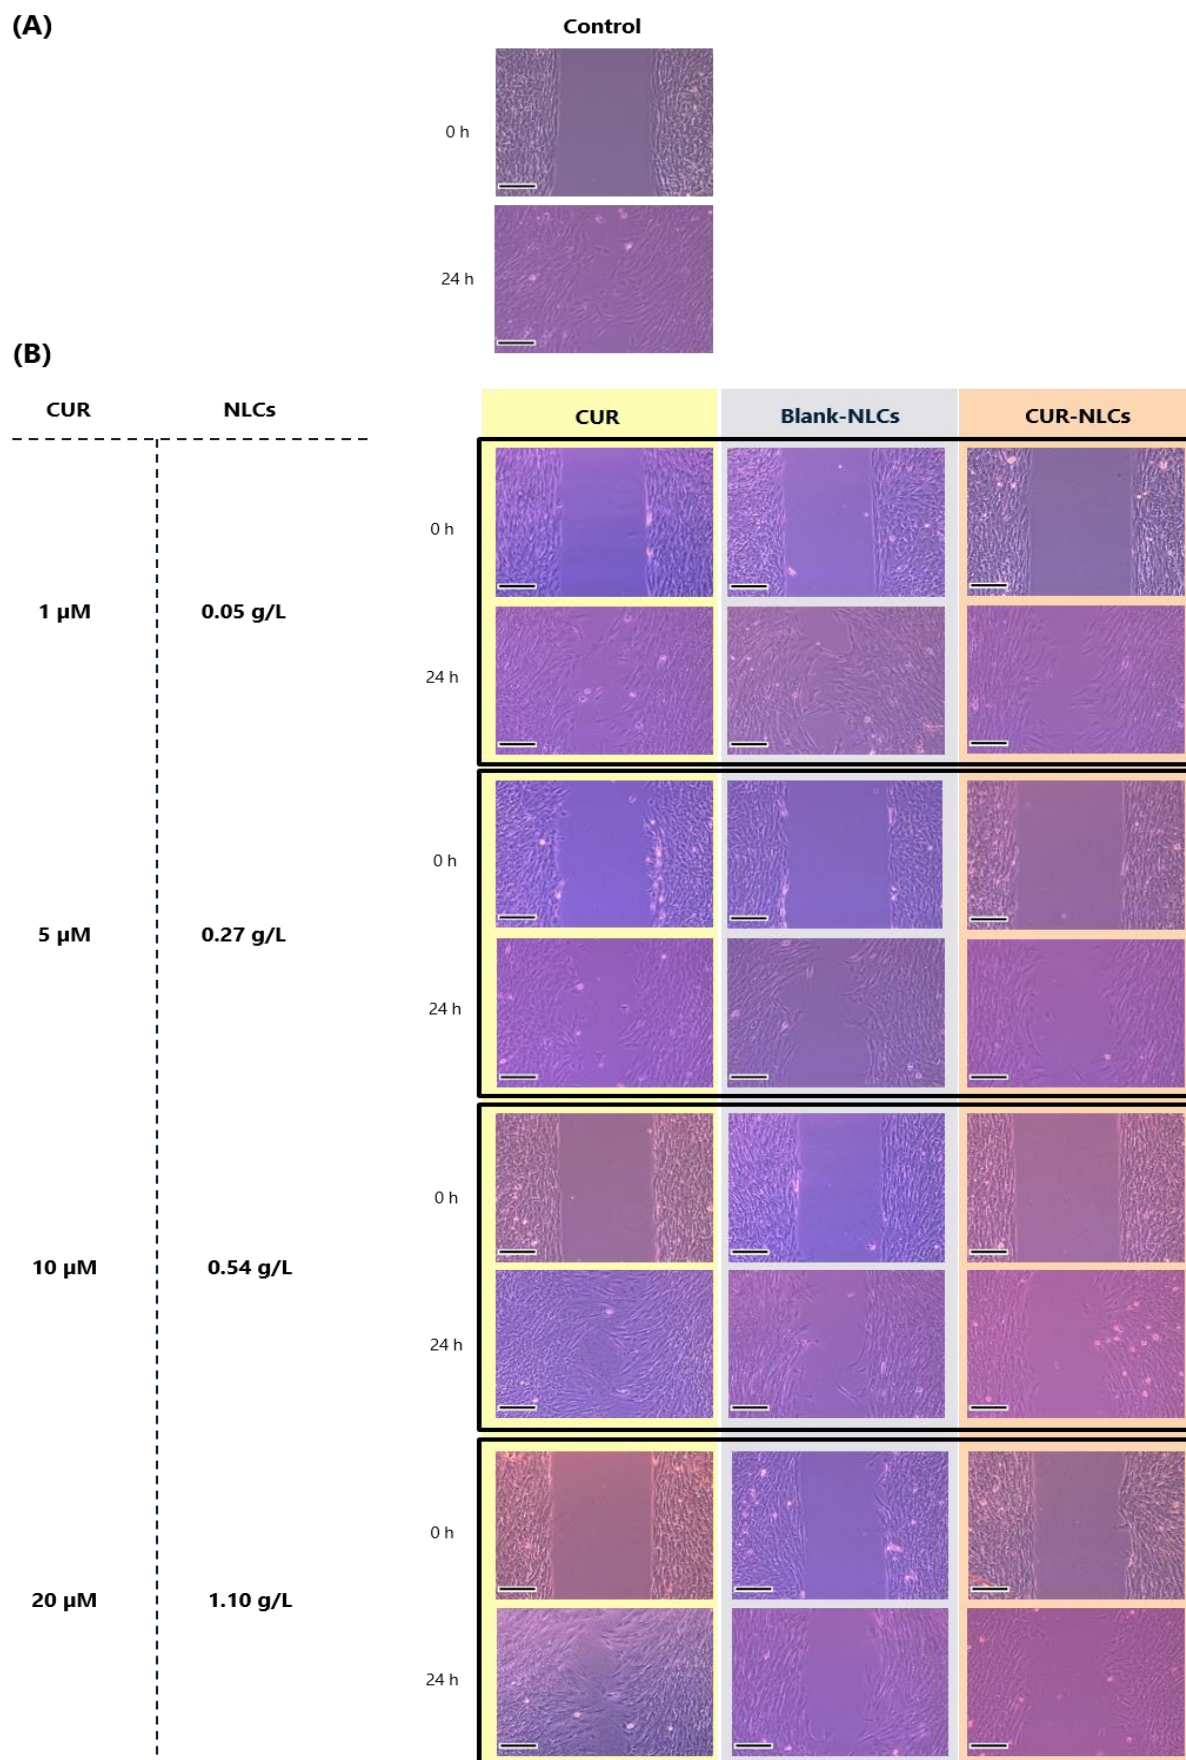 (A)
Control
0 h
24 h
(B)
CUR NLCs
CUR Blank-NLCs CUR-NLCs
0 h
1 µM 0.05 g/L
24 h
0 h
5 µM 0.27 g/L
24 h
0 h
10 µM 0.54 g/L
24 h
0 h
20 µM 1.10 g/L
24 h